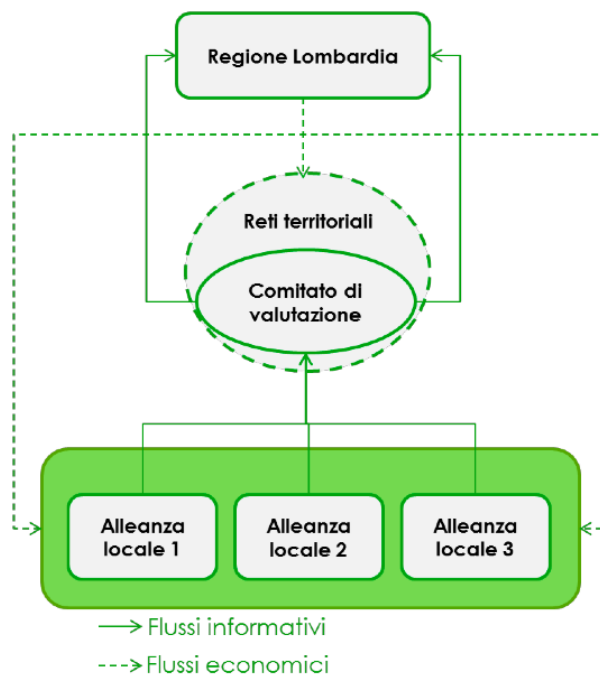 Regione Lombardia
Reti territoriali
Comitato di
valutazione
Alleanza
locale 1
Alleanza
locale 2
Alleanza
locale 3
Flussi informativi
Flussi economici